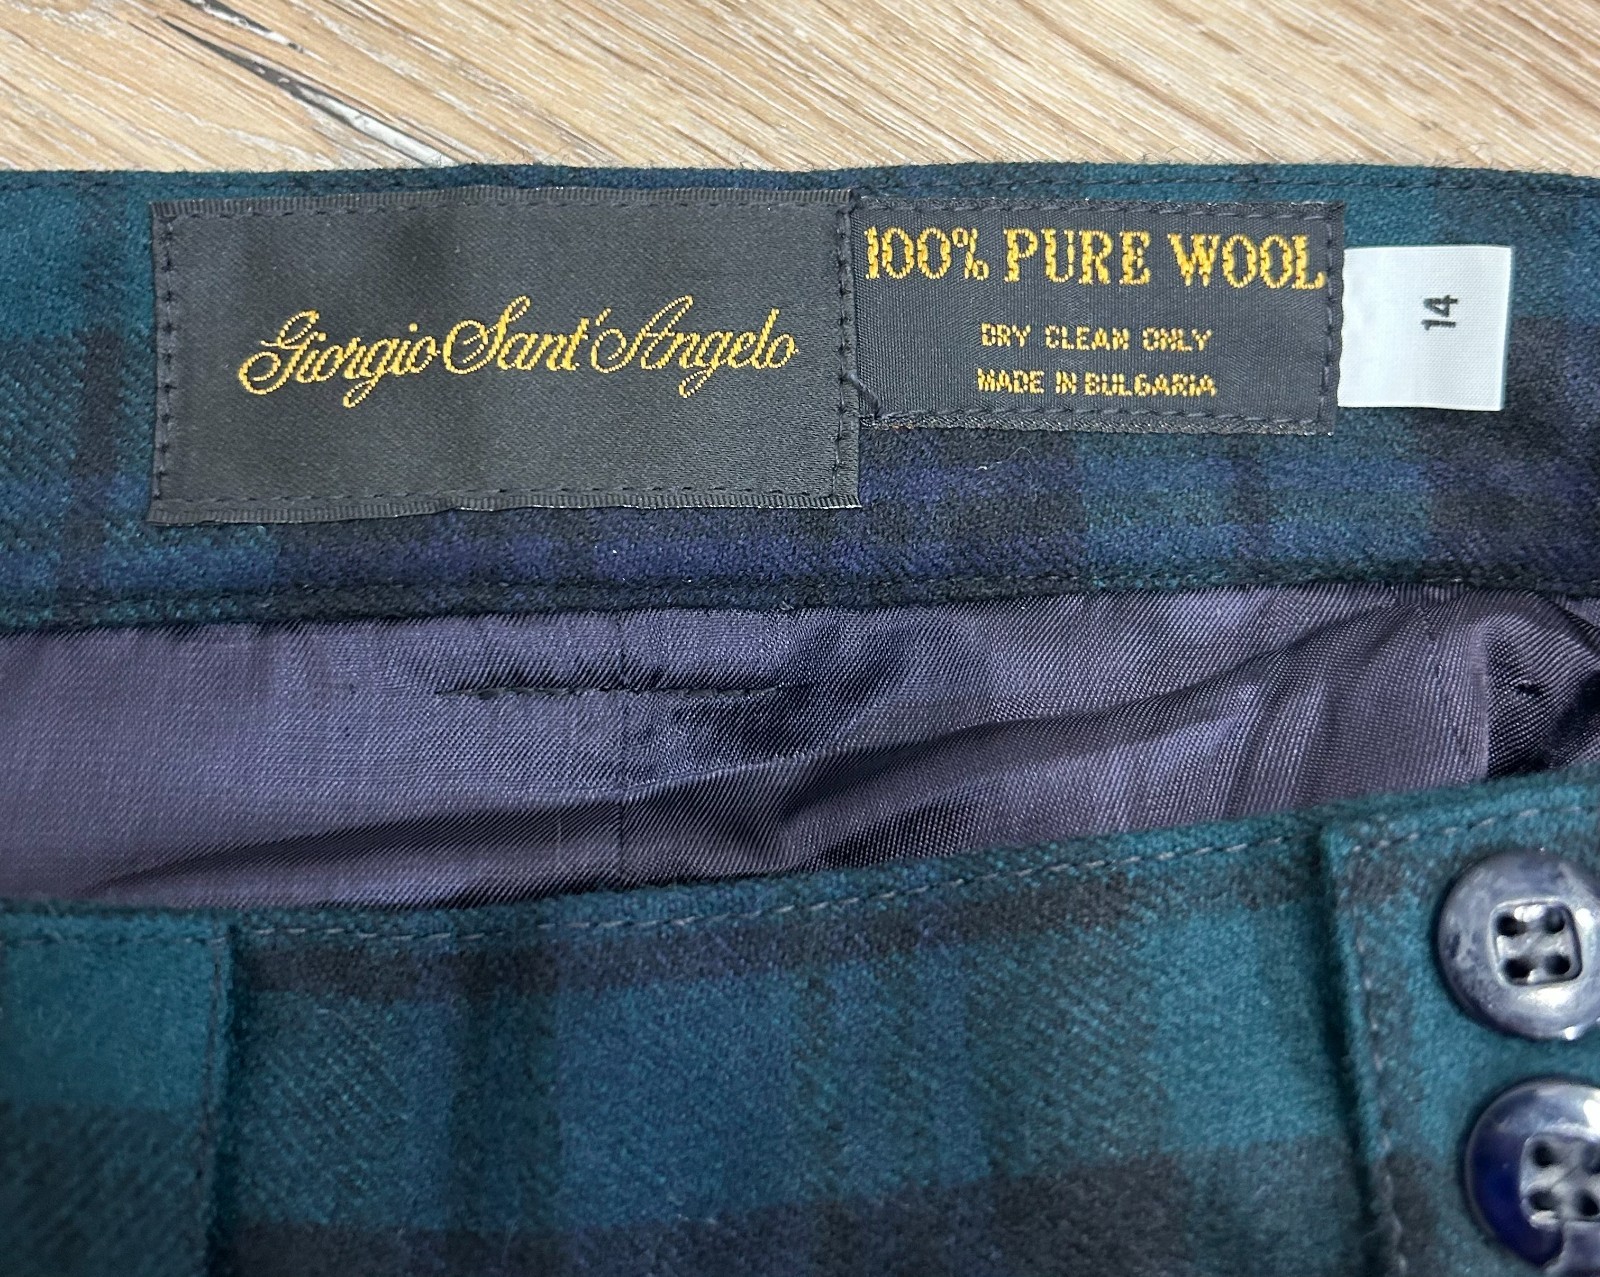 Giorgio Sant'Angelo
100% PURE WOOL
DRY CLEAN ONLY
MADE IN BULGARIA
14